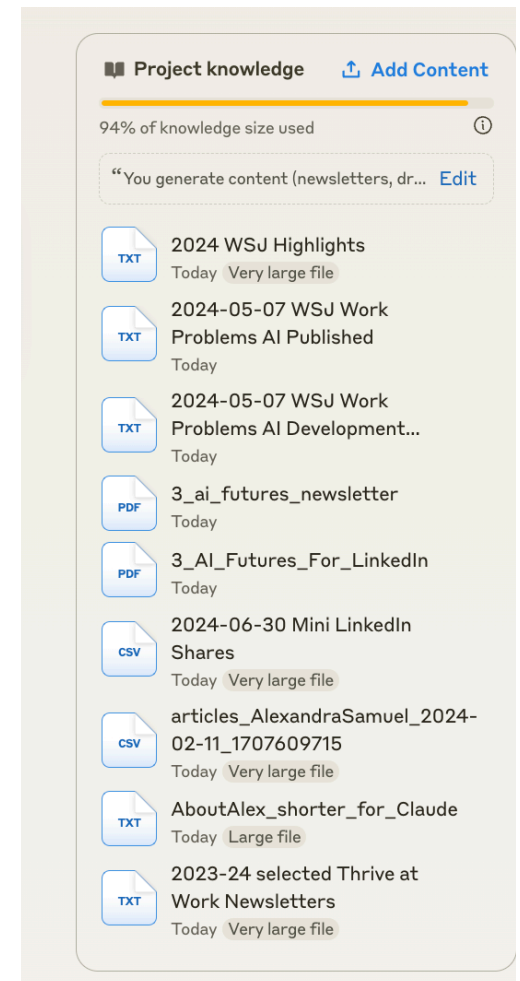 Project knowledge
Add Content
94% of knowledge size used
“You generate content (newsletters, dr... Edit
TXT
2024 WSJ Highlights
Today Very large file
TXT
2024-05-07 WSJ Work
Problems AI Published
Today
TXT
2024-05-07 WSJ Work
Problems AI Development...
Today
PDF
3_ai_futures_newsletter
Today
PDF
3_AI_Futures_For_LinkedIn
Today
CSV
2024-06-30 Mini LinkedIn
Shares
Today Very large file
CSV
articles_AlexandraSamuel_2024-
02-11_1707609715
Today Very large file
TXT
AboutAlex_shorter_for_Claude
Today Large file
TXT
2023-24 selected Thrive at
Work Newsletters
Today Very large file